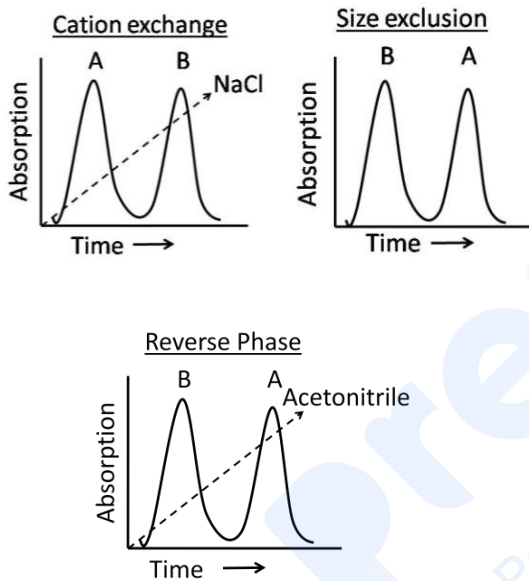 Cation exchange
A B
NaCl
Absorption
Time
Size exclusion
B A
Absorption
Time
Reverse Phase
B A
Acetonitrile
Absorption
Time